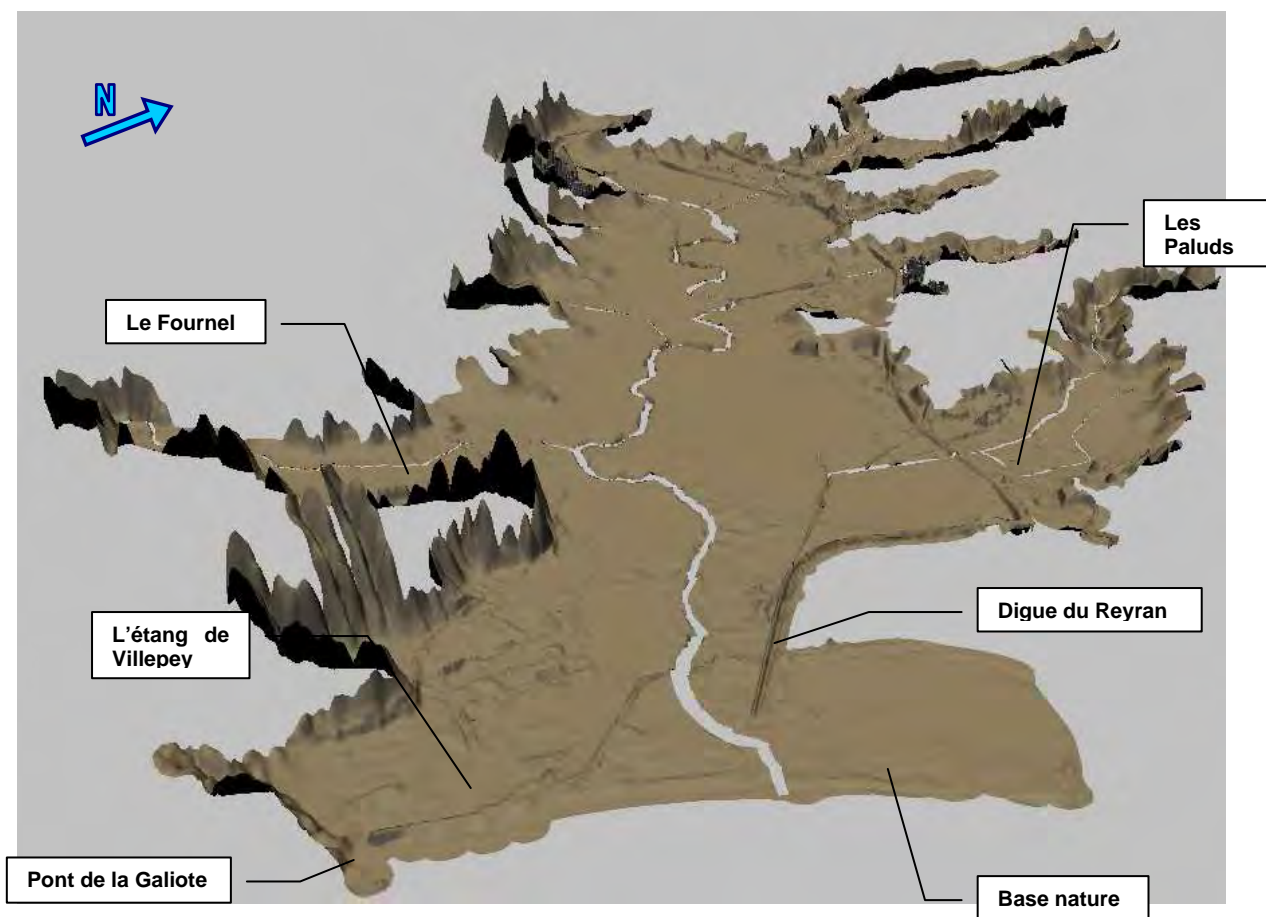 N
Les
Paluds
Le Fournel
Digue du Reyran
L'étang de
Villepey
Pont de la Galiote
Base nature